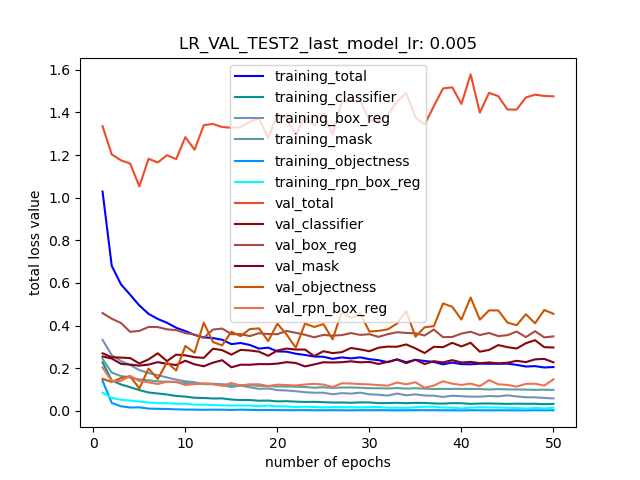 LR_VAL_TEST2_last_model_lr: 0.005
training_total
training_classifier
training_box_reg
training_mask
training_objectness
training_rpn_box_reg
val_total
val_classifier
val_box_reg
val_mask
val_objectness
val_rpn_box_reg
total loss value
1.6
1.4
1.2
1.0
0.8
0.6
0.4
0.2
0.0
0
10
20
30
40
50
number of epochs